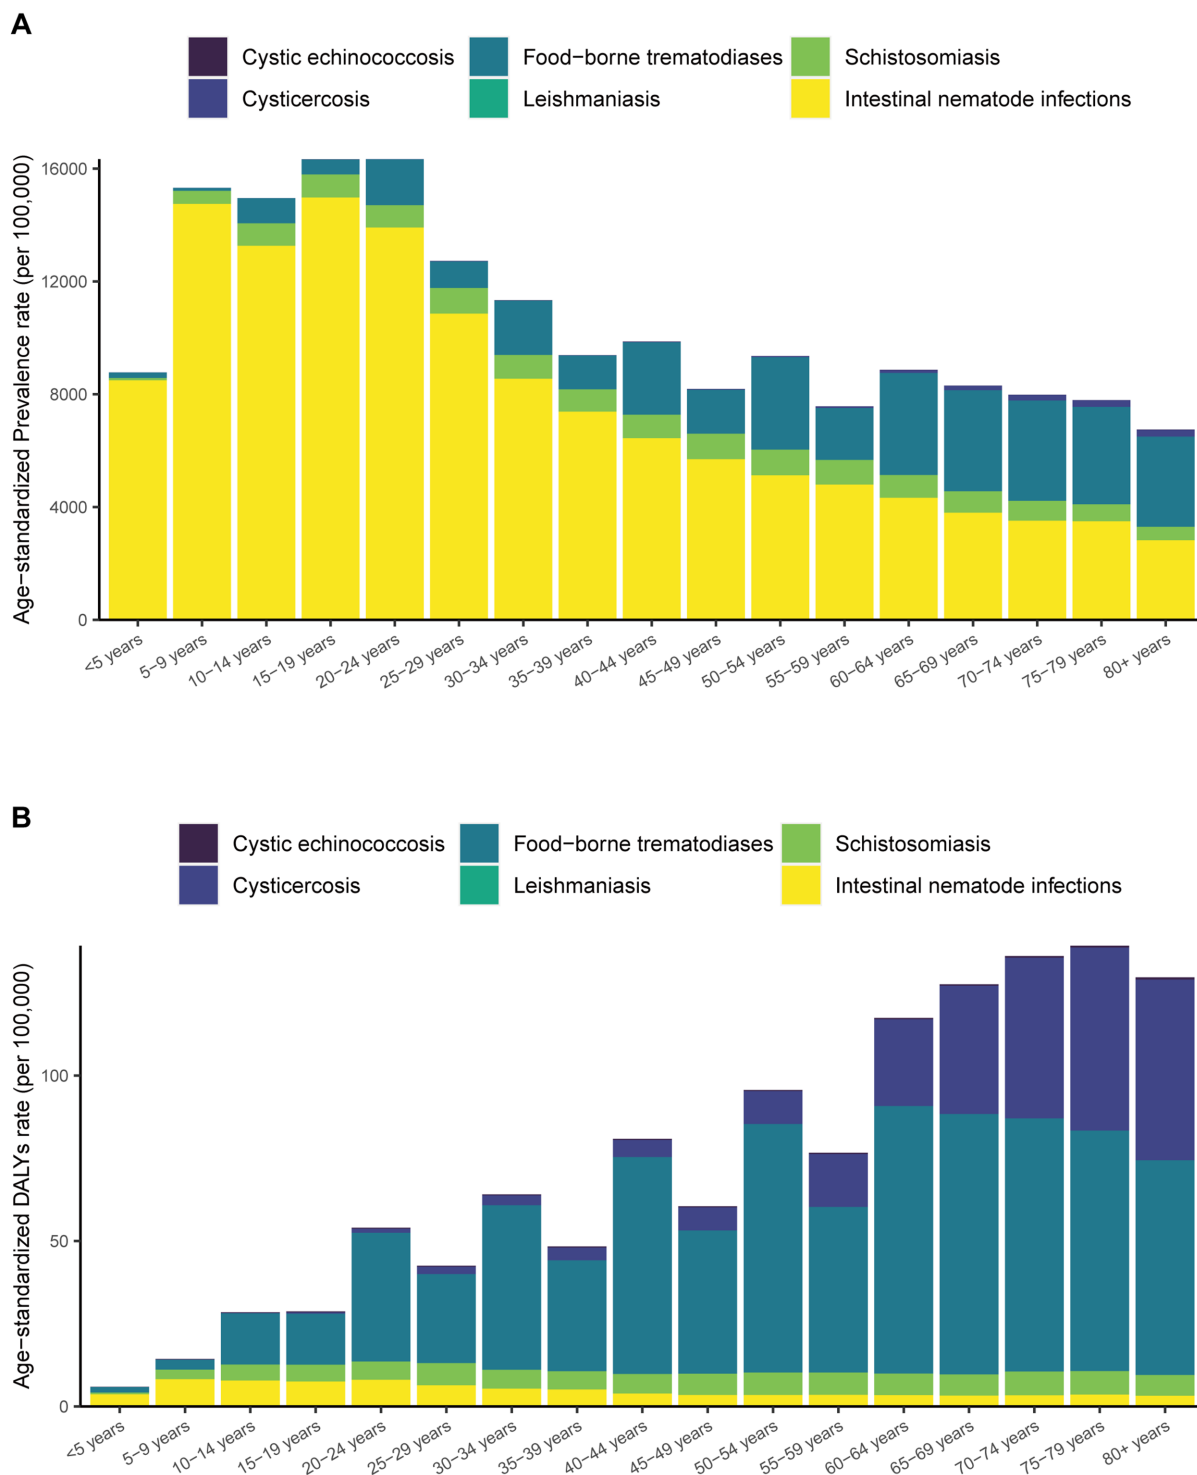 A
Cystic echinococcosis Food−borne trematodiases Schistosomiasis
Cysticercosis Leishmaniasis Intestinal nematode infections
Age−standardized Prevalence rate (per 100,000)
16000
12000
8000
4000
0
<5 years 5−9 years 10−14 years 15−19 years 20−24 years 25−29 years 30−34 years 35−39 years 40−44 years 45−49 years 50−54 years 55−59 years 60−64 years 65−69 years 70−74 years 75−79 years 80+ years
B
Cystic echinococcosis Food−borne trematodiases Schistosomiasis
Cysticercosis Leishmaniasis Intestinal nematode infections
Age−standardized DALYs rate (per 100,000)
100
50
0
<5 years 5−9 years 10−14 years 15−19 years 20−24 years 25−29 years 30−34 years 35−39 years 40−44 years 45−49 years 50−54 years 55−59 years 60−64 years 65−69 years 70−74 years 75−79 years 80+ years